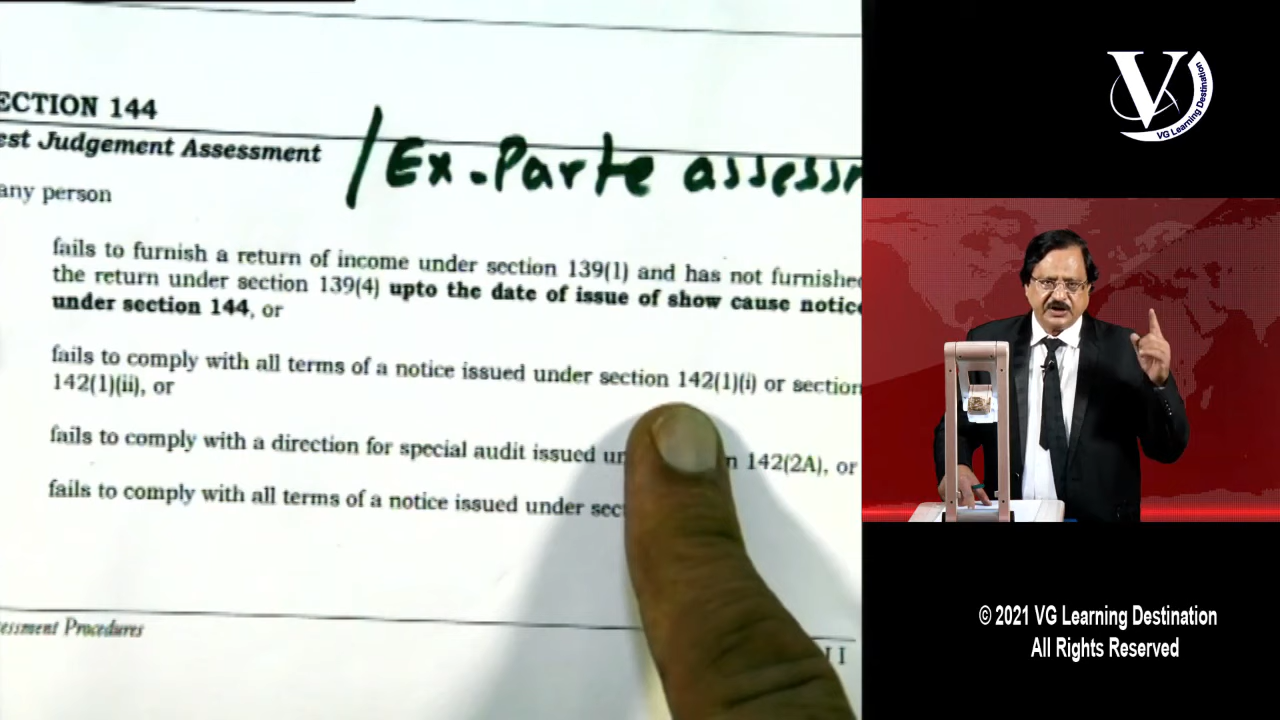 ECTION 144
est Judgement Assessment / Ex-Parte assessm
any person
fails to furnish a return of income under section 139(1) and has not furnished
the return under section 139(4) upto the date of issue of show cause notice
under section 144, or
fails to comply with all terms of a notice issued under section 142(1)(i) or section
142(1)(ii), or
fails to comply with a direction for special audit issued un n 142(2A), or
fails to comply with all terms of a notice issued under sect
essment Procedures
V
VG Learning Destination
© 2021 VG Learning Destination
All Rights Reserved